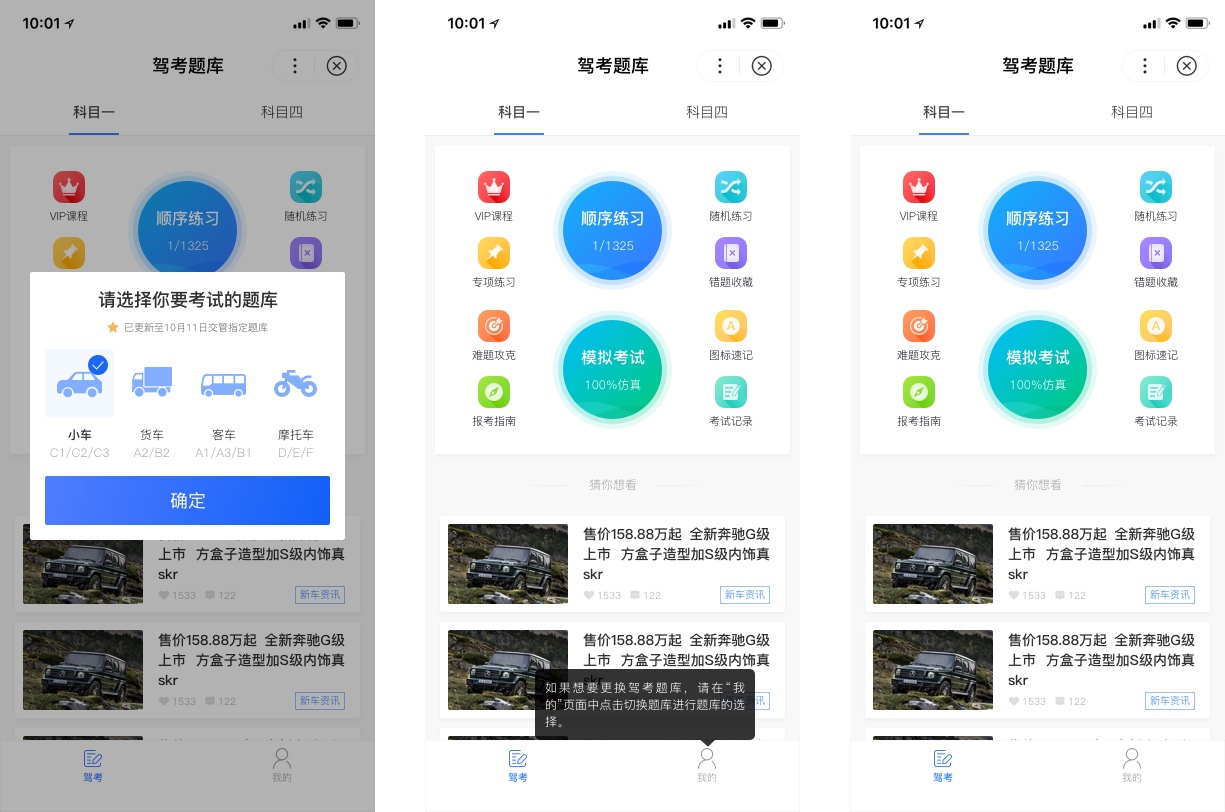 10:01
驾考题库
科目一
科目四
VIP课程
顺序练习
1/1325
随机练习
请选择你要考试的题库
已更新至10月11日交管指定题库
小车
货车
客车
摩托车
C1/C2/C3
A2/B2
A1/A3/B1
D/E/F
确定
售价158.88万起 全新奔驰G级
上市 方盒子造型加S级内饰真
skr
1533
122
新车资讯
售价158.88万起 全新奔驰G级
上市 方盒子造型加S级内饰真
skr
1533
122
新车资讯
驾考
我的
10:01
驾考题库
科目一
科目四
VIP课程
顺序练习
1/1325
随机练习
专项练习
错题收藏
难题攻克
模拟考试
100%仿真
图标速记
报考指南
考试记录
猜你想看
售价158.88万起 全新奔驰G级
上市 方盒子造型加S级内饰真
skr
1533
122
新车资讯
售价158.88万起 全新奔驰G级
上市 方盒子造型加S级内饰真
skr
如果想要更换驾考题库，请在“我
的”页面中点击切换题库进行题库的选
择。
驾考
我的
10:01
驾考题库
科目一
科目四
VIP课程
顺序练习
1/1325
随机练习
专项练习
错题收藏
难题攻克
模拟考试
100%仿真
图标速记
报考指南
考试记录
猜你想看
售价158.88万起 全新奔驰G级
上市 方盒子造型加S级内饰真
skr
1533
122
新车资讯
售价158.88万起 全新奔驰G级
上市 方盒子造型加S级内饰真
skr
1533
122
新车资讯
驾考
我的